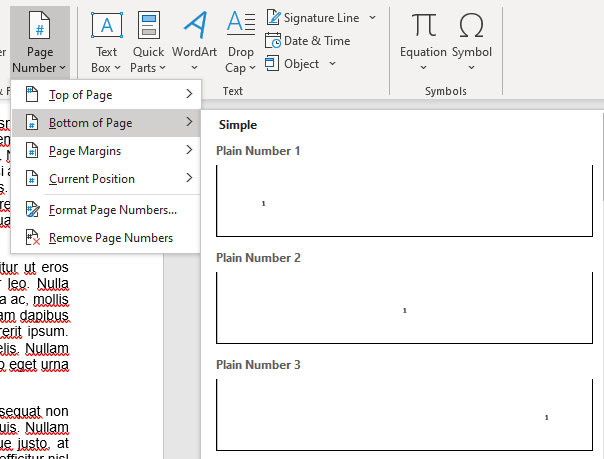 Page
Number
Text
Box
Quick
Parts
WordArt
Drop
Cap
Signature Line
Date & Time
Object
Equation
Symbol
Text
Symbols
Top of Page
Bottom of Page
Page Margins
Current Position
Format Page Numbers...
Remove Page Numbers
Simple
Plain Number 1
1
Plain Number 2
1
Plain Number 3
1
ut eros
leo. Nulla
a ac, mollis
am dapibus
ipsum.
elis. Nullam
o eget urna
sequat non
uis. Nullam
ue justo, at